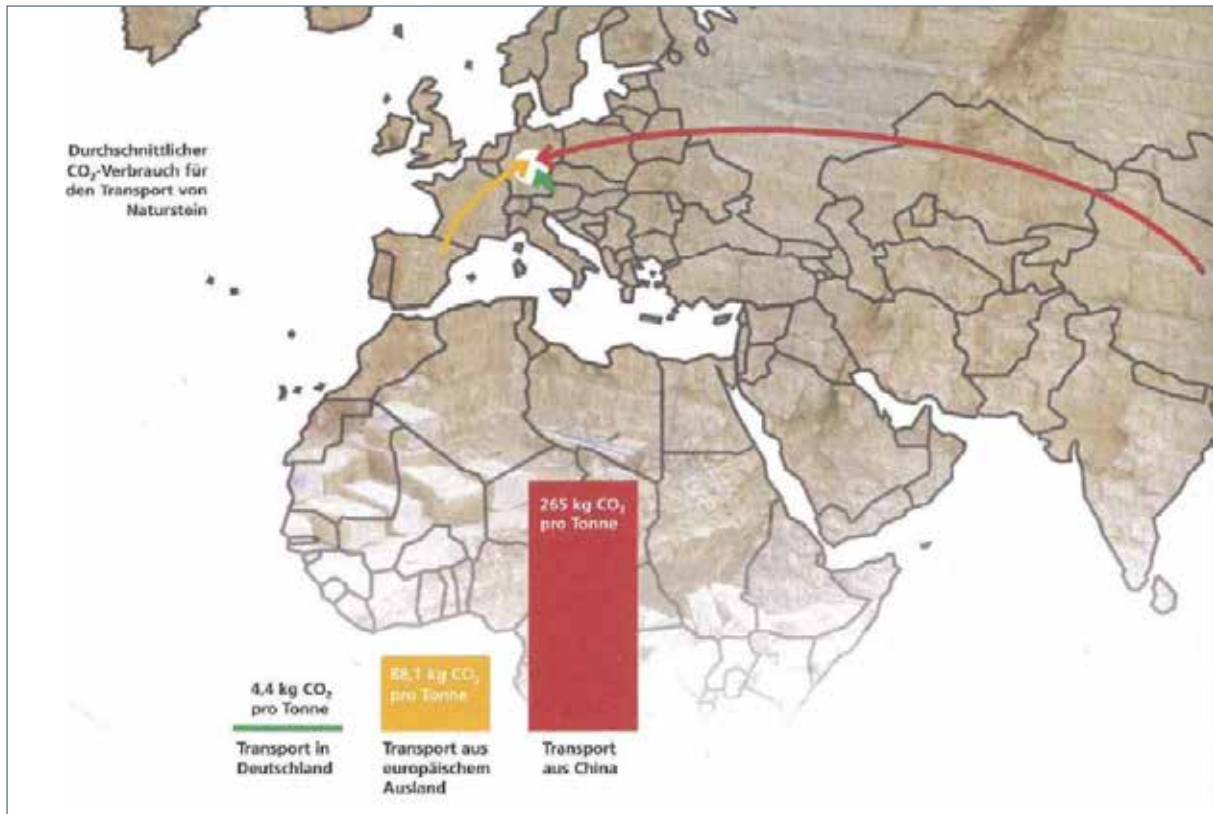 Durchschnittlicher
CO₂-Verbrauch für
den Transport von
Naturstein
265 kg CO₂
pro Tonne
88,1 kg CO₂
pro Tonne
4,4 kg CO₂
pro Tonne
Transport in
Deutschland
Transport aus
europäischem
Ausland
Transport
aus China